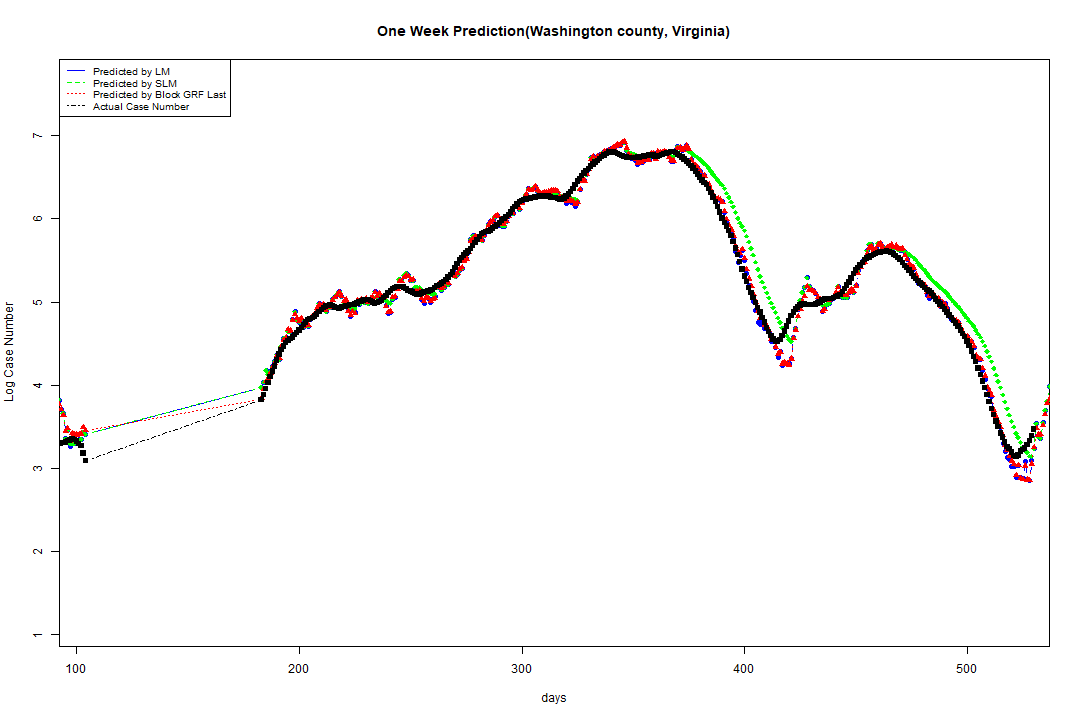 One Week Prediction(Washington county, Virginia)
Predicted by LM
Predicted by SLM
Predicted by Block GRF Last
Actual Case Number
7
6
5
4
3
2
1
Log Case Number
100 200 300 400 500
days